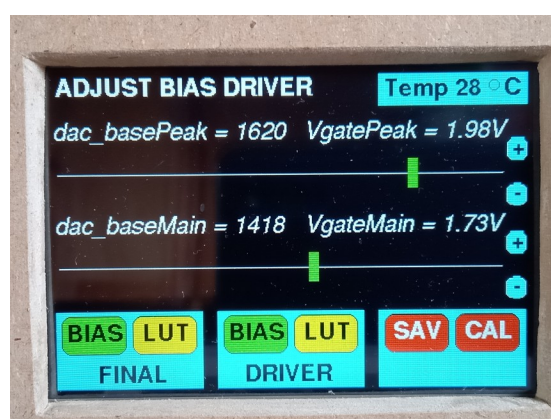 ADJUST BIAS DRIVER Temp 28 °C
dac_basePeak = 1620 VgatePeak = 1.98V
+
-
dac_baseMain = 1418 VgateMain = 1.73V
+
-
BIAS LUT BIAS LUT SAV CAL
FINAL DRIVER